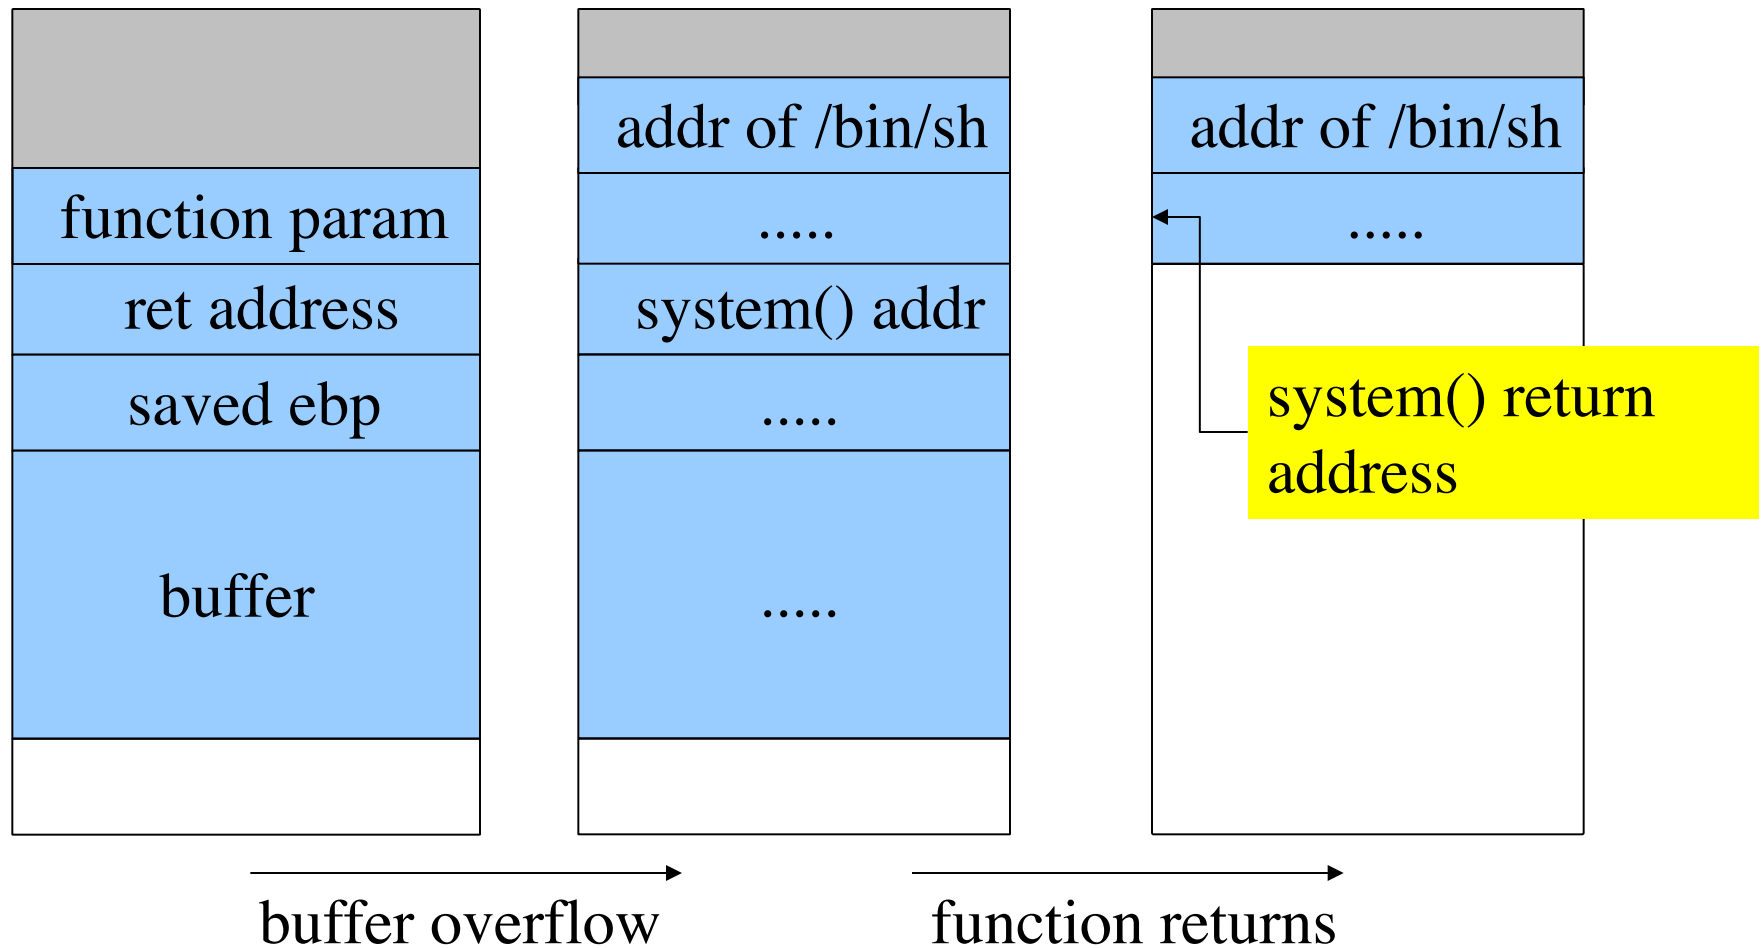 function param
ret address
saved ebp
buffer
addr of /bin/sh
.....
system() addr
.....
.....
addr of /bin/sh
.....
system() return
address
buffer overflow
function returns